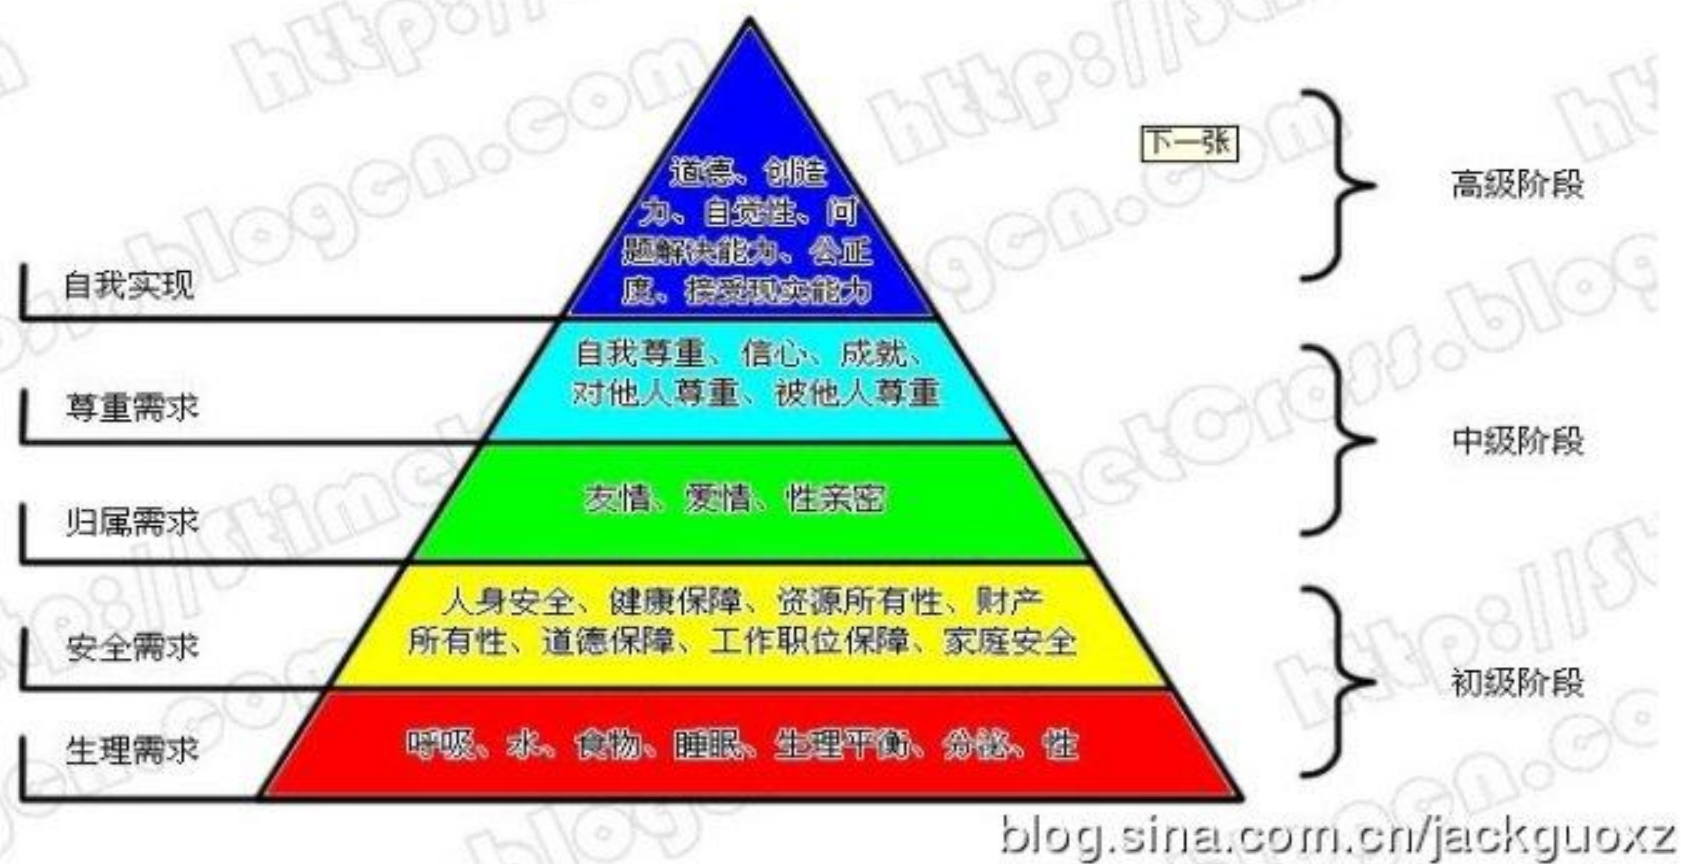 下一张
高级阶段
道德、创造
力、自觉性、问
题解决能力、公正
度、接受现实能力
自我实现
自我尊重、信心、成就、
对他人尊重、被他人尊重
尊重需求
中级阶段
友情、爱情、性亲密
归属需求
人身安全、健康保障、资源所有性、财产
所有性、道德保障、工作职位保障、家庭安全
安全需求
初级阶段
呼吸、水、食物、睡眠、生理平衡、分泌、性
生理需求
blog.sina.com.cn/jackguoxz